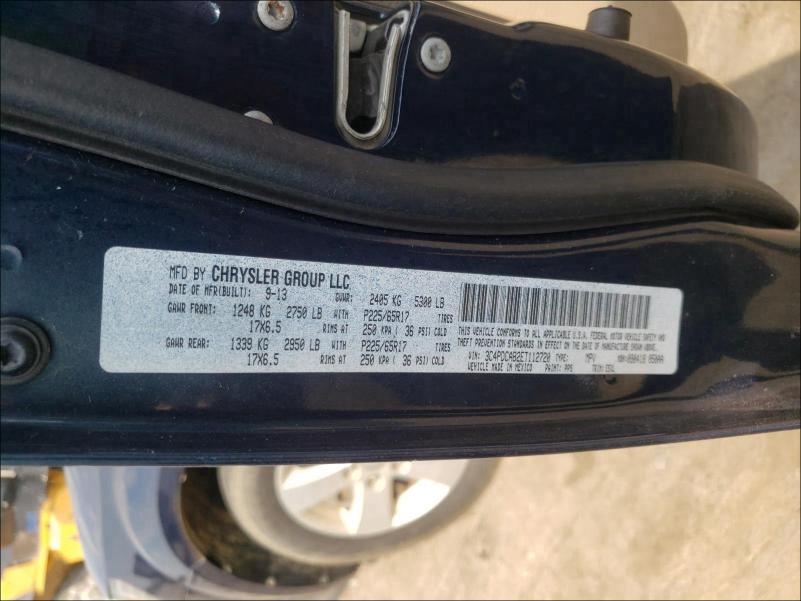 MFD BY CHRYSLER GROUP LLC
DATE OF MFR(BUILT): 9-13 GVWR: 2405 KG 5300 LB
GAWR FRONT: 1248 KG 2750 LB WITH P225/65R17 TIRES
17X6.5 RIMS AT 250 KPA( 36 PSI) COLD
GAWR REAR: 1339 KG 2950 LB WITH P225/65R17 TIRES
17X6.5 RIMS AT 250 KPA( 36 PSI) COLD
THIS VEHICLE CONFORMS TO ALL APPLICABLE U.S.A. FEDERAL MOTOR VEHICLE SAFETY AND
THEFT PREVENTION STANDARDS IN EFFECT ON THE DATE OF MANUFACTURE SHOWN ABOVE.
VIN: 3C4PDCAB2ET112720 TYPE: MPV
VEHICLE MADE IN MEXICO PAINT: PPS TRIM: